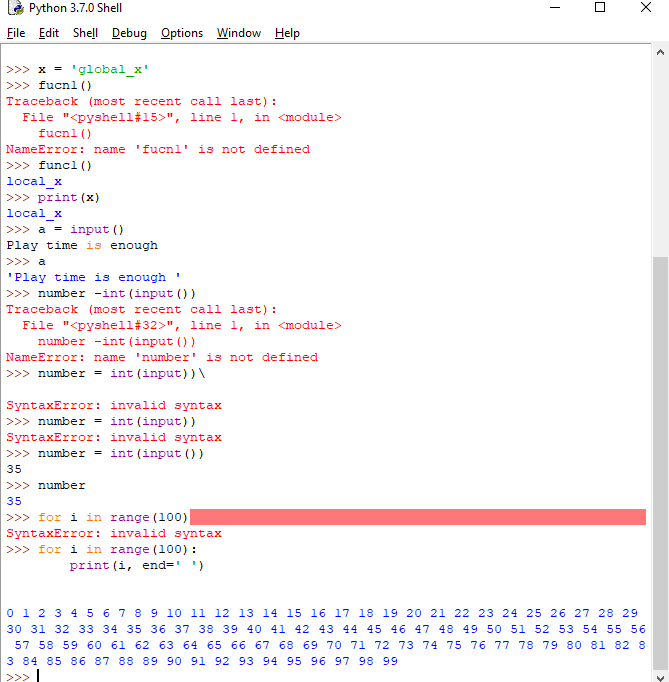 Python 3.7.0 Shell
File Edit Shell Debug Options Window Help
>>> x = 'global_x'
>>> fucn1()
Traceback (most recent call last):
  File "<pyshell#15>", line 1, in <module>
    fucn1()
NameError: name 'fucn1' is not defined
>>> func1()
local_x
>>> print(x)
local_x
>>> a = input()
Play time is enough
>>> a
'Play time is enough '
>>> number -int(input())
Traceback (most recent call last):
  File "<pyshell#32>", line 1, in <module>
    number -int(input())
NameError: name 'number' is not defined
>>> number = int(input))\
SyntaxError: invalid syntax
>>> number = int(input))
SyntaxError: invalid syntax
>>> number = int(input())
35
>>> number
35
>>> for i in range(100)
SyntaxError: invalid syntax
>>> for i in range(100):
        print(i, end=' ')
0 1 2 3 4 5 6 7 8 9 10 11 12 13 14 15 16 17 18 19 20 21 22 23 24 25 26 27 28 29
30 31 32 33 34 35 36 37 38 39 40 41 42 43 44 45 46 47 48 49 50 51 52 53 54 55 56
 57 58 59 60 61 62 63 64 65 66 67 68 69 70 71 72 73 74 75 76 77 78 79 80 81 82 8
3 84 85 86 87 88 89 90 91 92 93 94 95 96 97 98 99
>>>